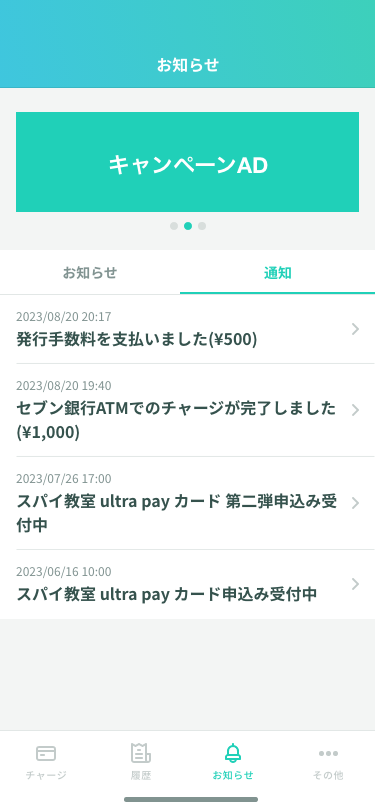 お知らせ
キャンペーンAD
お知らせ
通知
2023/08/20 20:17
発行手数料を支払いました(¥500)
2023/08/20 19:40
セブン銀行ATMでのチャージが完了しました
(¥1,000)
2023/07/26 17:00
スパイ教室 ultra pay カード 第二弾申込み受
付中
2023/06/16 10:00
スパイ教室 ultra pay カード申込み受付中
チャージ
履歴
お知らせ
その他